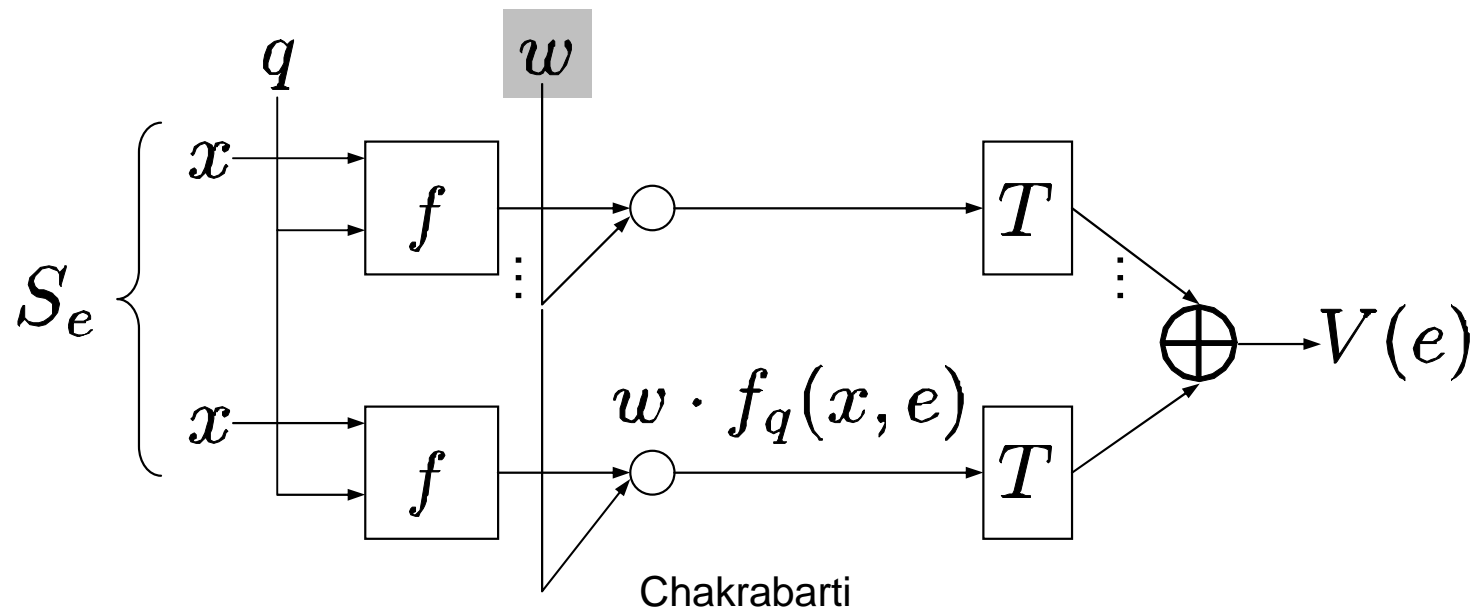 q w
x
f T
⋮ ⋮
S_e V(e)
w · f_q(x, e)
x
f T
Chakrabarti